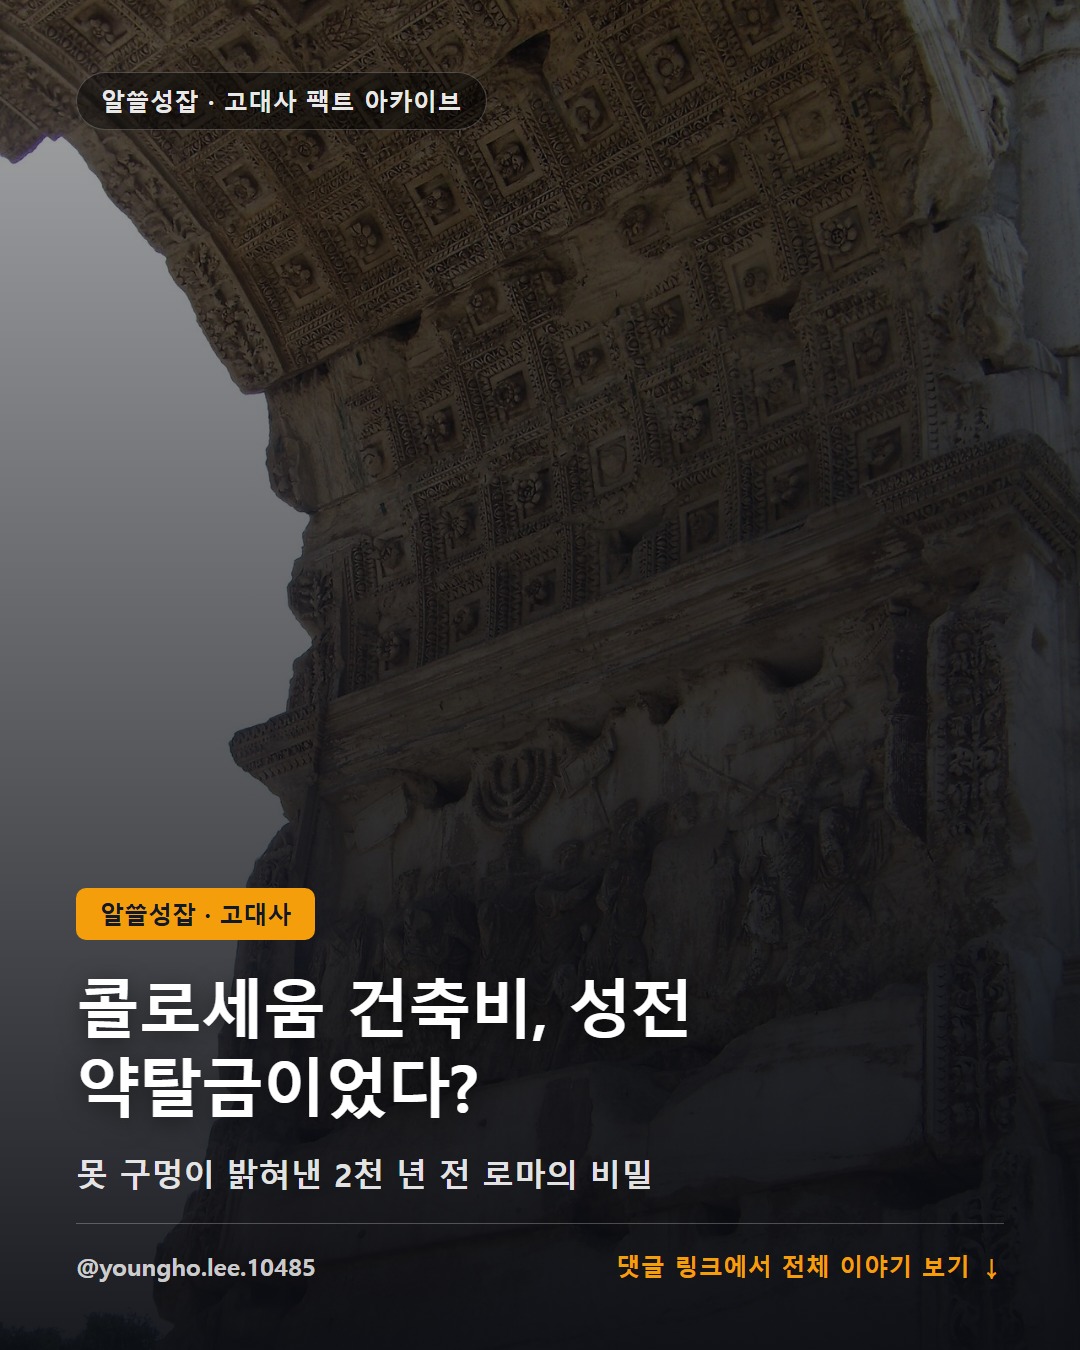 알쓸성잡 · 고대사 팩트 아카이브
알쓸성잡 · 고대사
콜로세움 건축비, 성전
약탈금이었다?
못 구멍이 밝혀낸 2천 년 전 로마의 비밀
@youngho.lee.10485
댓글 링크에서 전체 이야기 보기 ↓